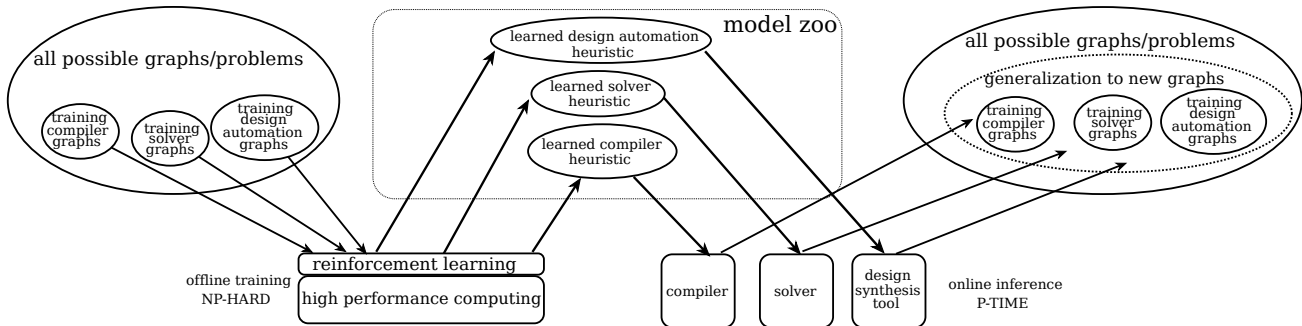 all possible graphs/problems
training
compiler
graphs
training
solver
graphs
training
design
automation
graphs
model zoo
learned design automation
heuristic
learned solver
heuristic
learned compiler
heuristic
all possible graphs/problems
generalization to new graphs
training
compiler
graphs
training
solver
graphs
training
design
automation
graphs
offline training
NP-HARD
reinforcement learning
high performance computing
compiler
solver
design
synthesis
tool
online inference
P-TIME